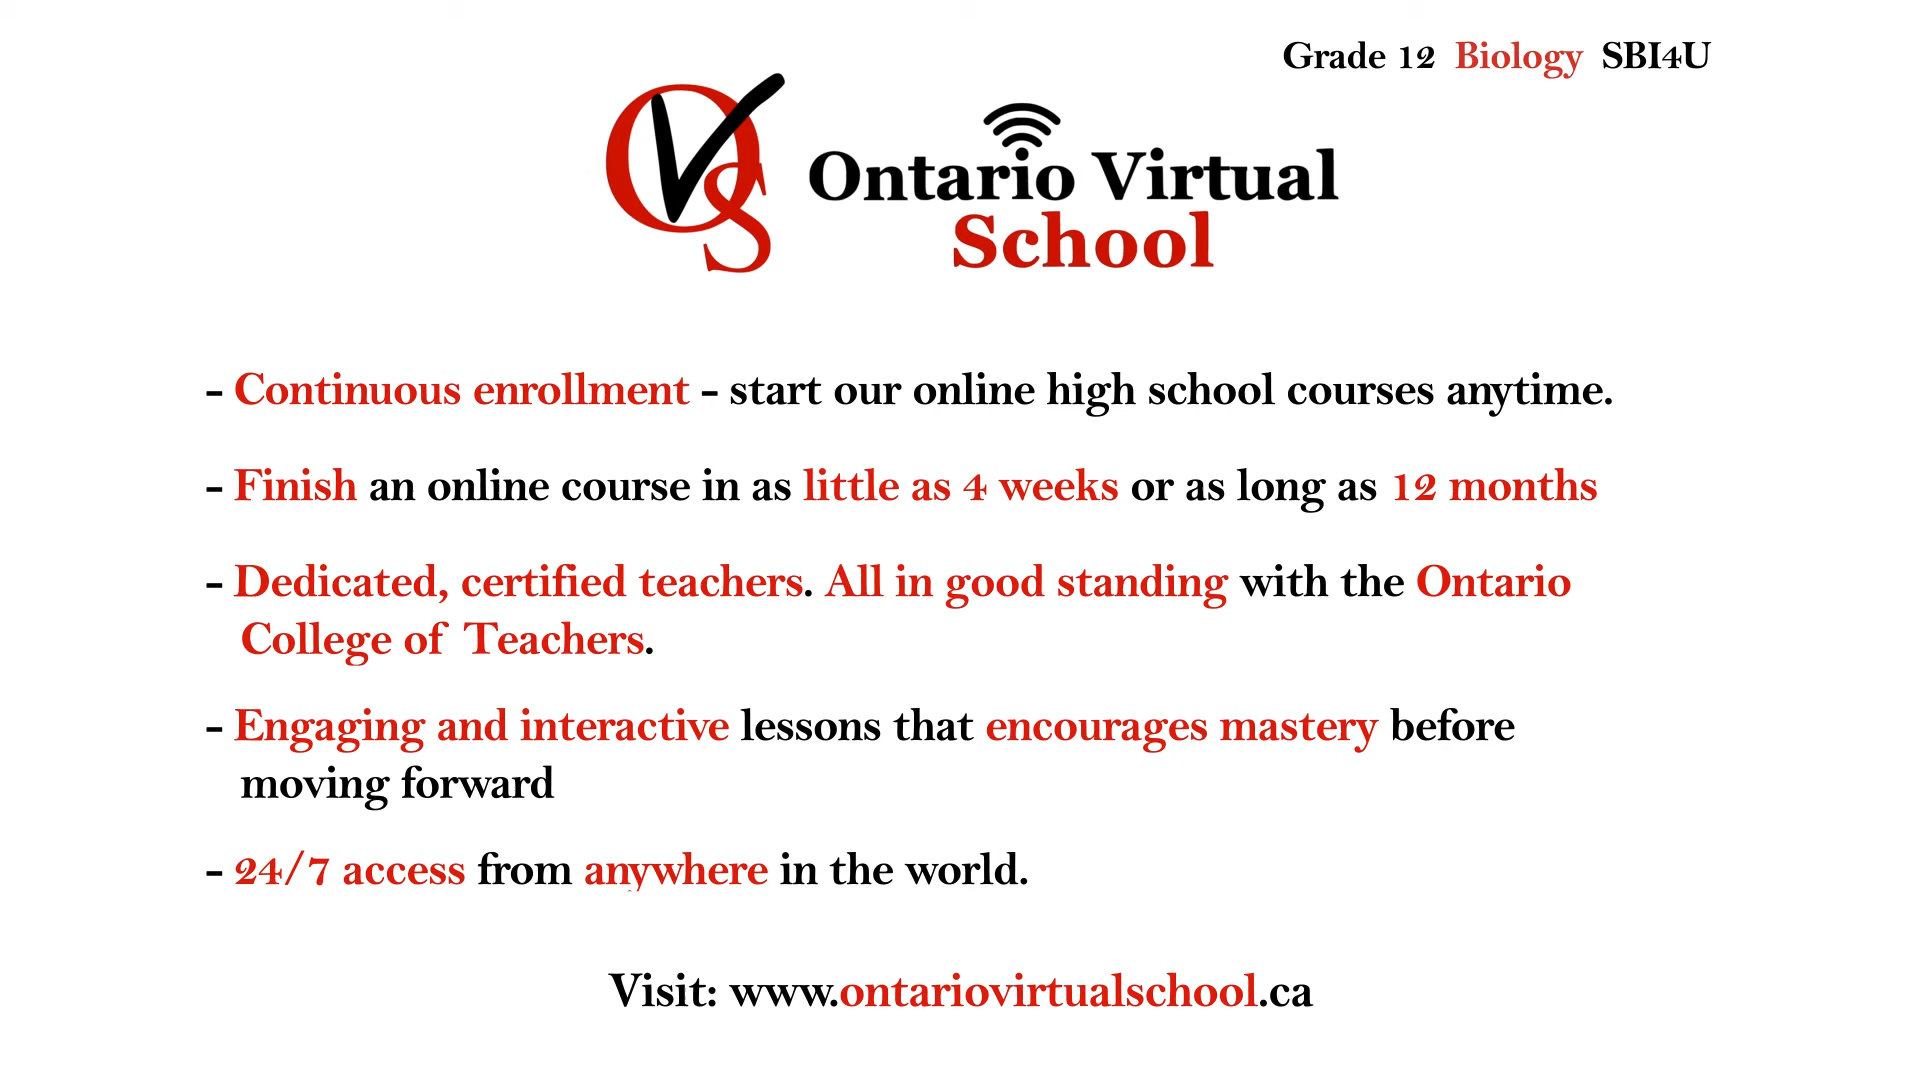 Grade 12 Biology SBI4U
OVS
Ontario Virtual
School
- Continuous enrollment - start our online high school courses anytime.
- Finish an online course in as little as 4 weeks or as long as 12 months
- Dedicated, certified teachers. All in good standing with the Ontario
College of Teachers.
- Engaging and interactive lessons that encourages mastery before
moving forward
- 24/7 access from anywhere in the world.
Visit: www.ontariovirtualschool.ca